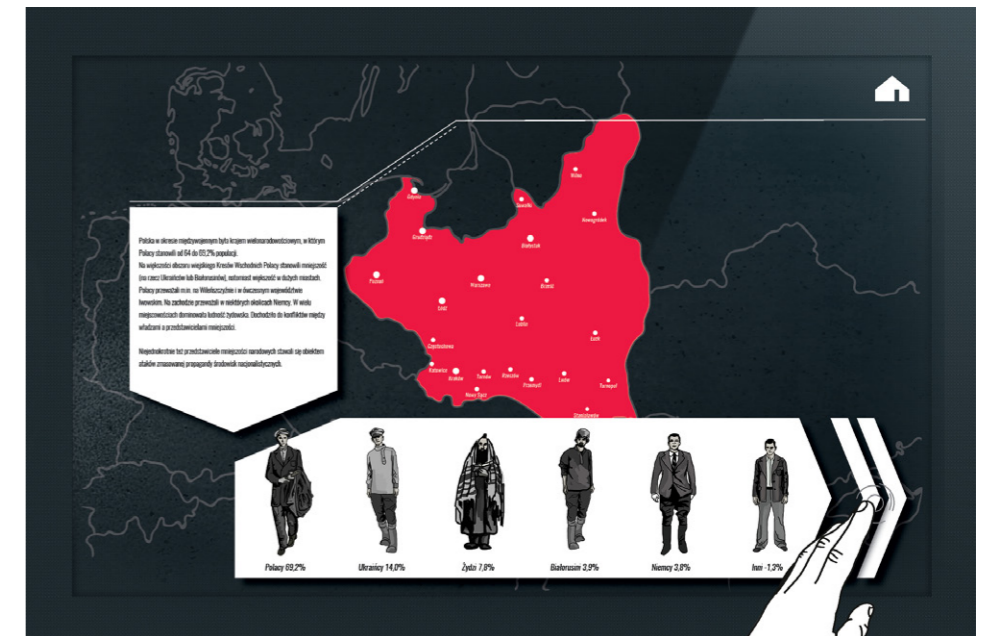 Polska w okresie międzywojennym była krajem wielonarodowościowym, w którym
Polacy stanowili od 64 do 69,2% populacji.
Na większości obszaru wiejskiego Kresów Wschodnich Polacy stanowili mniejszość
(na rzecz Ukraińców lub Białorusinów), natomiast większość w dużych miastach.
Polacy przeważali m.in. na Wileńszczyźnie i w ówczesnym województwie
lwowskim. Na zachodzie przeważali w niektórych okolicach Niemcy. W wielu
miejscowościach dominowała ludność żydowska. Dochodziło do konfliktów między
władzami a przedstawicielami mniejszości.
Niejednokrotnie też przedstawiciele mniejszości narodowych stawali się obiektem
ataków zmasowanej propagandy środowisk nacjonalistycznych.
Wilno
Gdynia
Suwałki
Nowogródek
Grudziądz
Białystok
Poznań
Warszawa
Brześć
Łódź
Lublin
Łuck
Częstochowa
Katowice
Kraków
Tarnów
Rzeszów
Przemyśl
Lwów
Tarnopol
Nowy Sącz
Stanisławów
Polacy 69,2%
Ukraińcy 14,0%
Żydzi 7,8%
Białorusini 3,9%
Niemcy 3,8%
Inni -1,3%